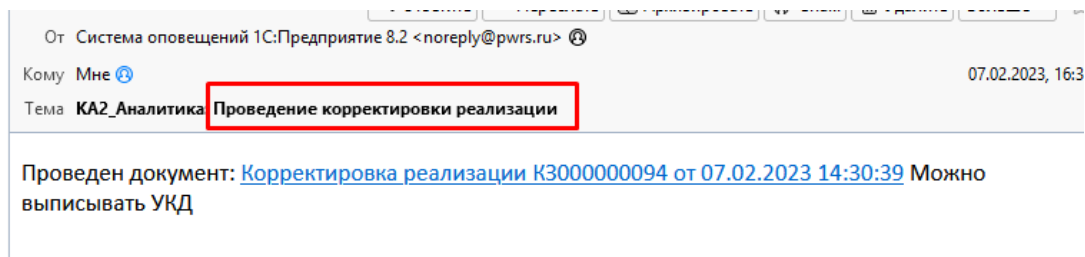 От Система оповещений 1С:Предприятие 8.2 <noreply@pwrs.ru>
Кому Мне 07.02.2023, 16:3
Тема КА2_Аналитика: Проведение корректировки реализации
Проведен документ: Корректировка реализации КЗ000000094 от 07.02.2023 14:30:39 Можно
выписывать УКД